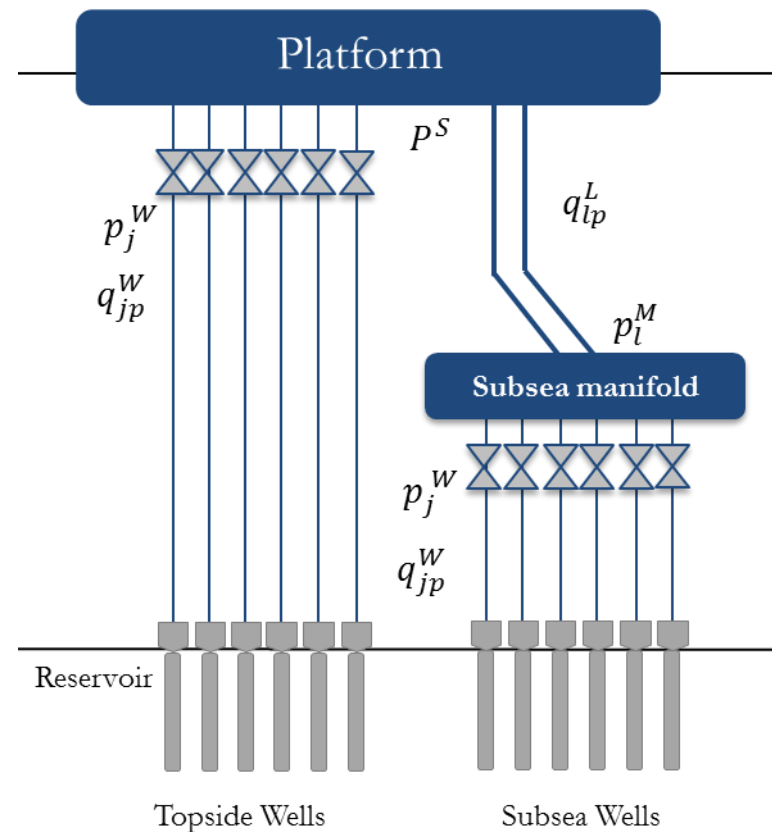 Platform
P^S
q_{lp}^L
p_j^W
q_{jp}^W
p_l^M
Subsea manifold
p_j^W
q_{jp}^W
Reservoir
Topside Wells
Subsea Wells